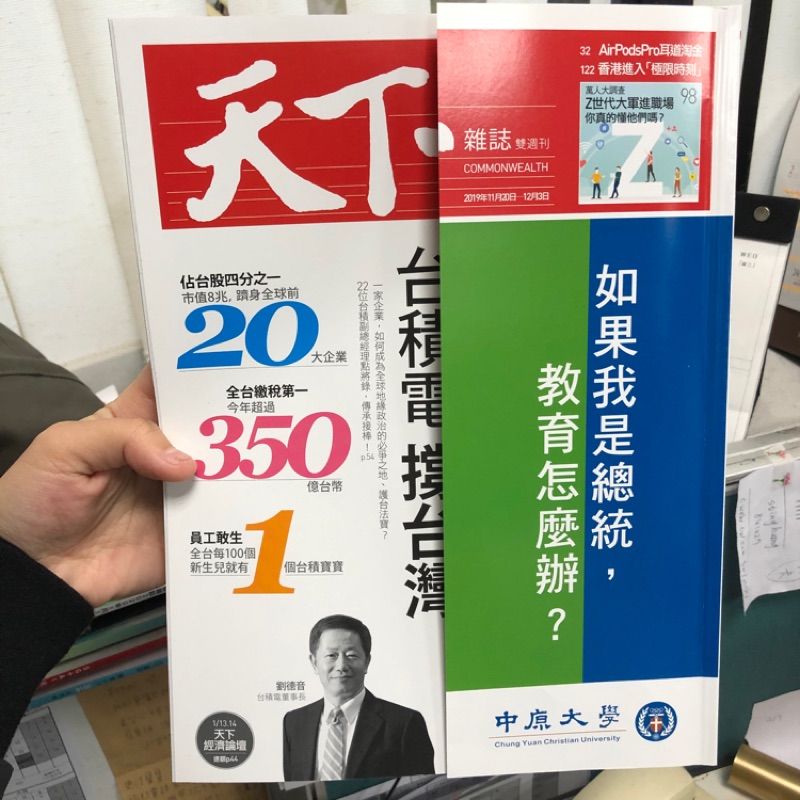 天下
雜誌 雙週刊
COMMONWEALTH
2019年11月20日—12月3日
32 AirPodsPro耳道淘金
122 香港進入「極限時刻」
萬人大調查
98
Z世代大軍進職場
你真的懂他們嗎？
Z
佔台股四分之一
市值8兆，躋身全球前
20大企業
全台繳稅第一
今年超過
350億台幣
員工敢生
全台每100個
新生兒就有1個台積寶寶
台積電 撐台灣
一家企業，如何成為全球地緣政治的必爭之地、護台法寶？
22位台積副總經理點將錄，傳承接棒！p.54
劉德音
台積電董事長
1/13.14
天下
經濟論壇
連頁p.44
如果我是總統，
教育怎麼辦？
中原大學
Chung Yuan Christian University